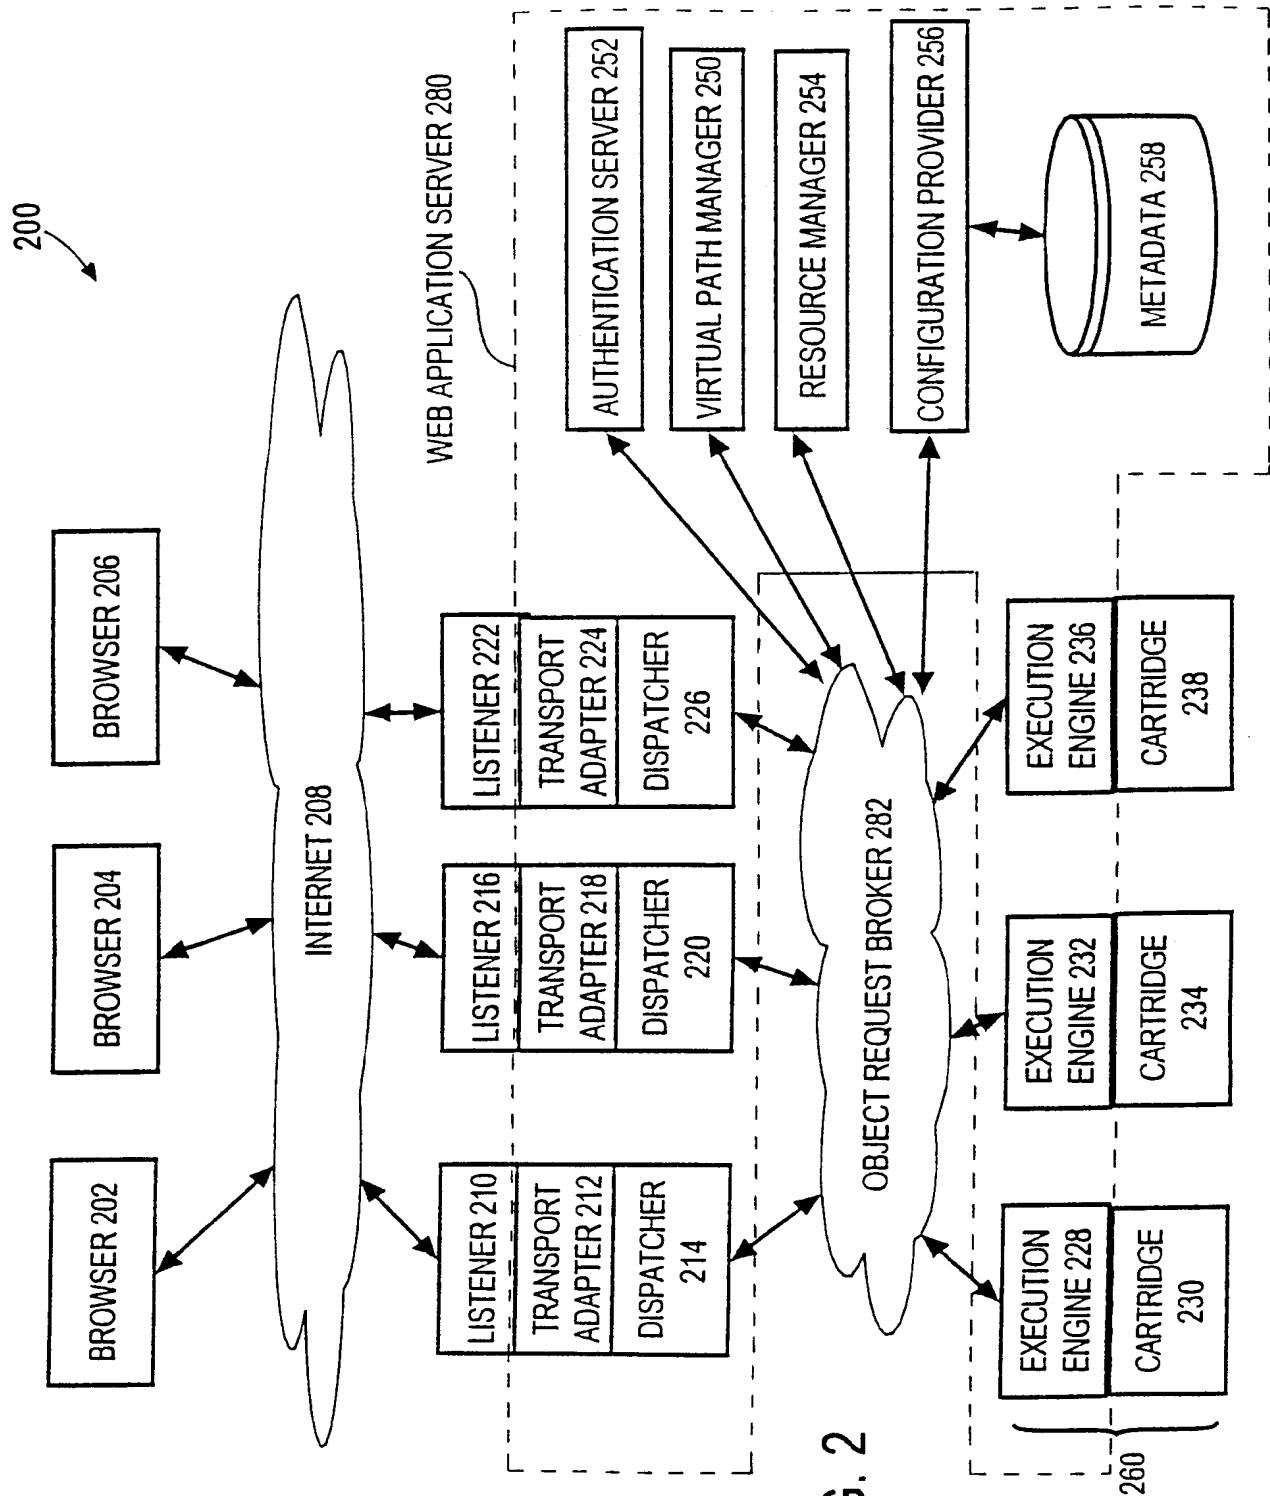 200
BROWSER 202
BROWSER 204
BROWSER 206
INTERNET 208
WEB APPLICATION SERVER 280
LISTENER 210
TRANSPORT
ADAPTER 212
DISPATCHER
214
LISTENER 216
TRANSPORT
ADAPTER 218
DISPATCHER
220
LISTENER 222
TRANSPORT
ADAPTER 224
DISPATCHER
226
AUTHENTICATION SERVER 252
VIRTUAL PATH MANAGER 250
RESOURCE MANAGER 254
CONFIGURATION PROVIDER 256
METADATA 258
OBJECT REQUEST BROKER 282
EXECUTION
ENGINE 228
CARTRIDGE
230
EXECUTION
ENGINE 232
CARTRIDGE
234
EXECUTION
ENGINE 236
CARTRIDGE
238
260
G. 2